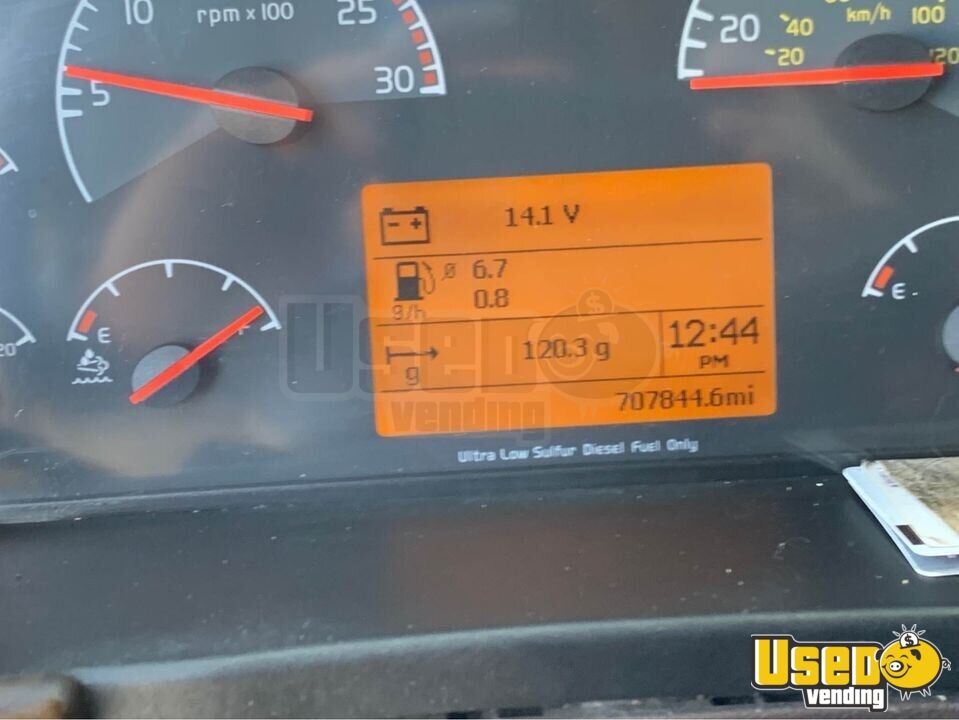 10
rpm x 100
25
5
30
20
40
20
km/h
100
120
14.1 V
ø 6.7
0.8
g/h
120.3 g
g
12:44
PM
707844.6mi
E
E
20
Ultra Low Sulfur Diesel Fuel Only
Used
vending
Used
vending